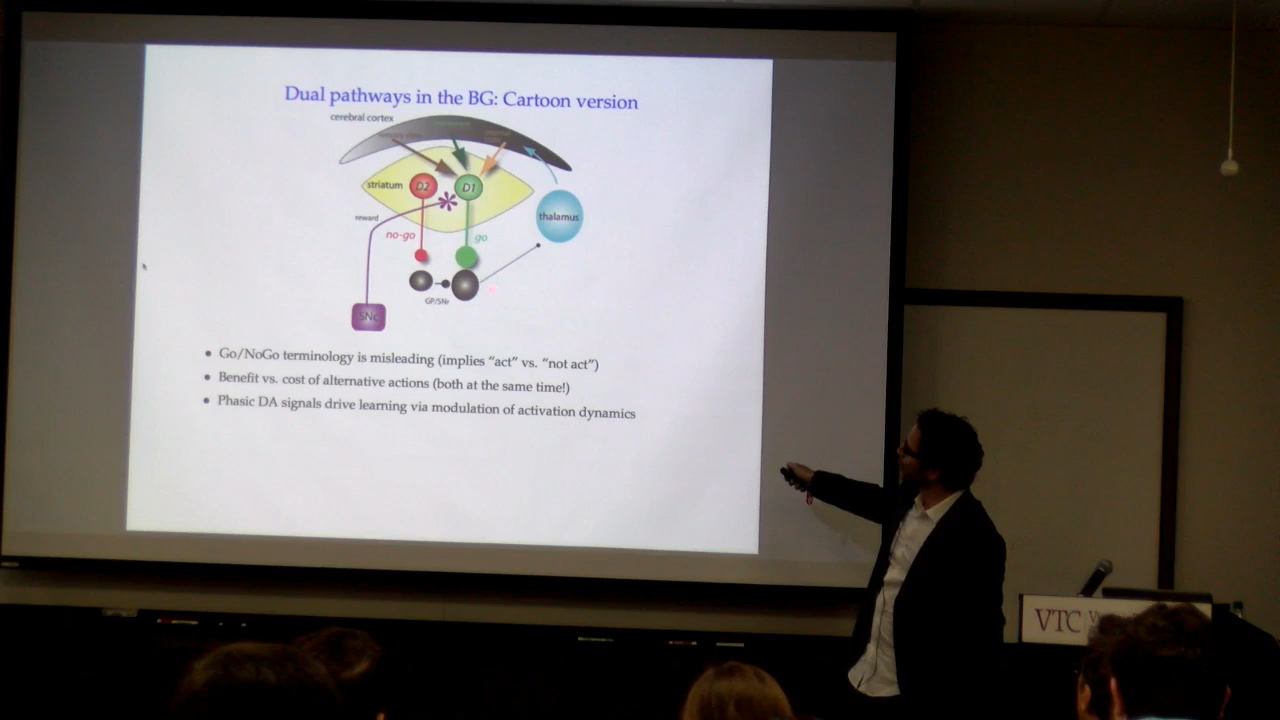 Dual pathways in the BG: Cartoon version
cerebral cortex
striatum
D2
D1
thalamus
reward
no-go
go
GP/SNr
SNc
• Go/NoGo terminology is misleading (implies “act” vs. “not act”)
• Benefit vs. cost of alternative actions (both at the same time!)
• Phasic DA signals drive learning via modulation of activation dynamics
VTC